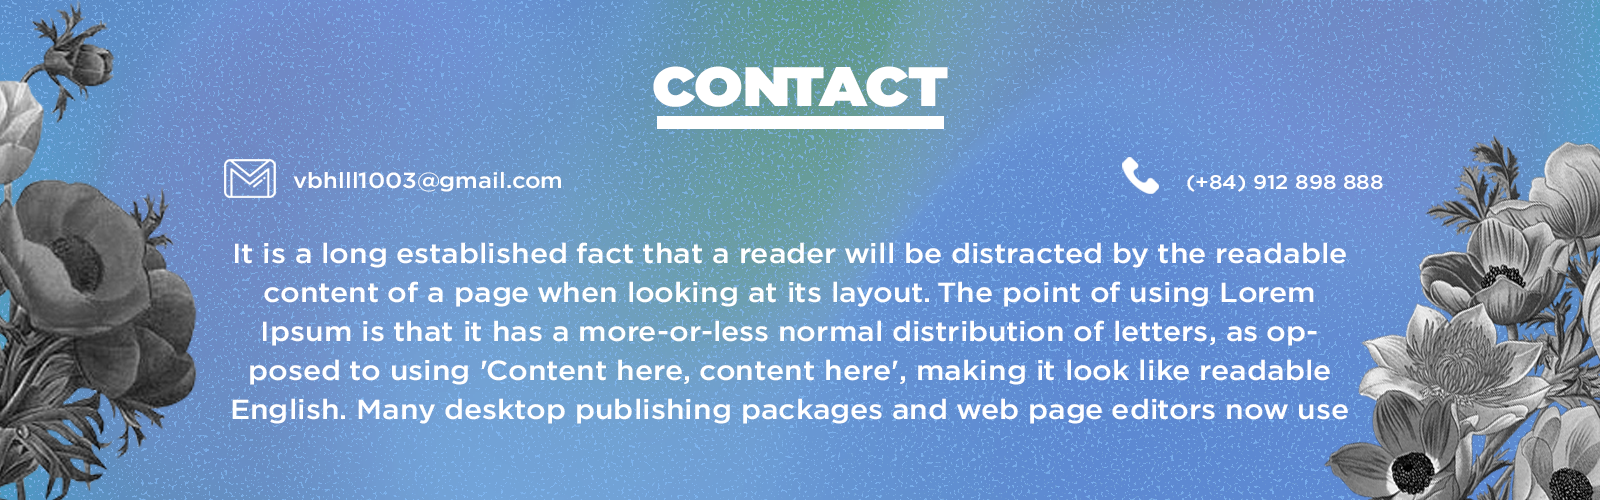 CONTACT
vbhlll1003@gmail.com
(+84) 912 898 888
It is a long established fact that a reader will be distracted by the readable
content of a page when looking at its layout. The point of using Lorem
Ipsum is that it has a more-or-less normal distribution of letters, as op-
posed to using 'Content here, content here', making it look like readable
English. Many desktop publishing packages and web page editors now use